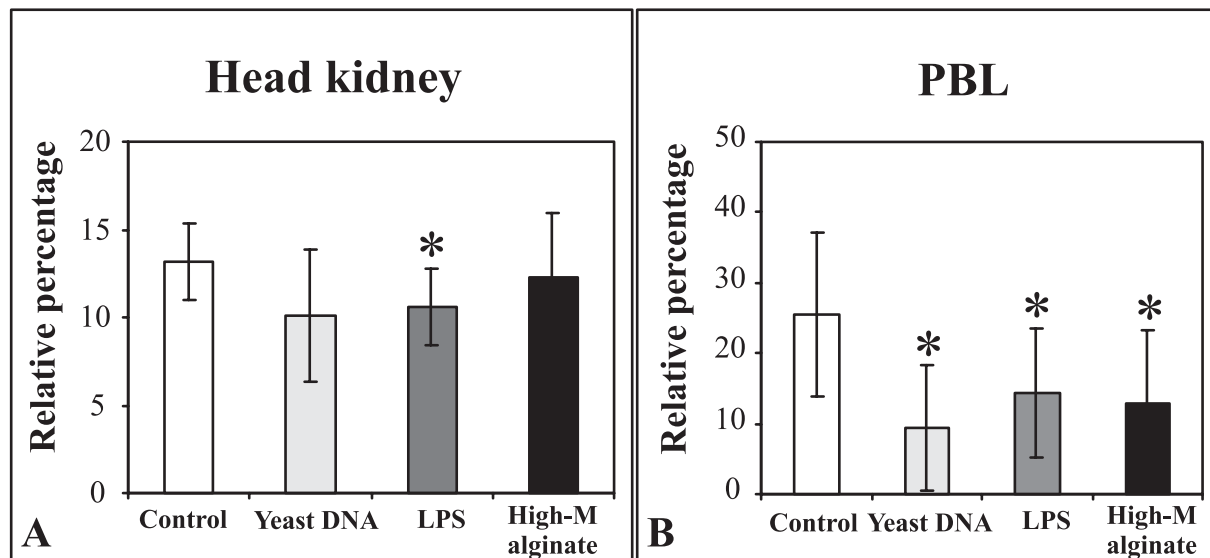 Head kidney
Relative percentage
20
15
10
5
0
*
Control
Yeast DNA
LPS
High-M
alginate
A
PBL
Relative percentage
50
40
30
20
10
0
*
*
*
Control
Yeast DNA
LPS
High-M
alginate
B